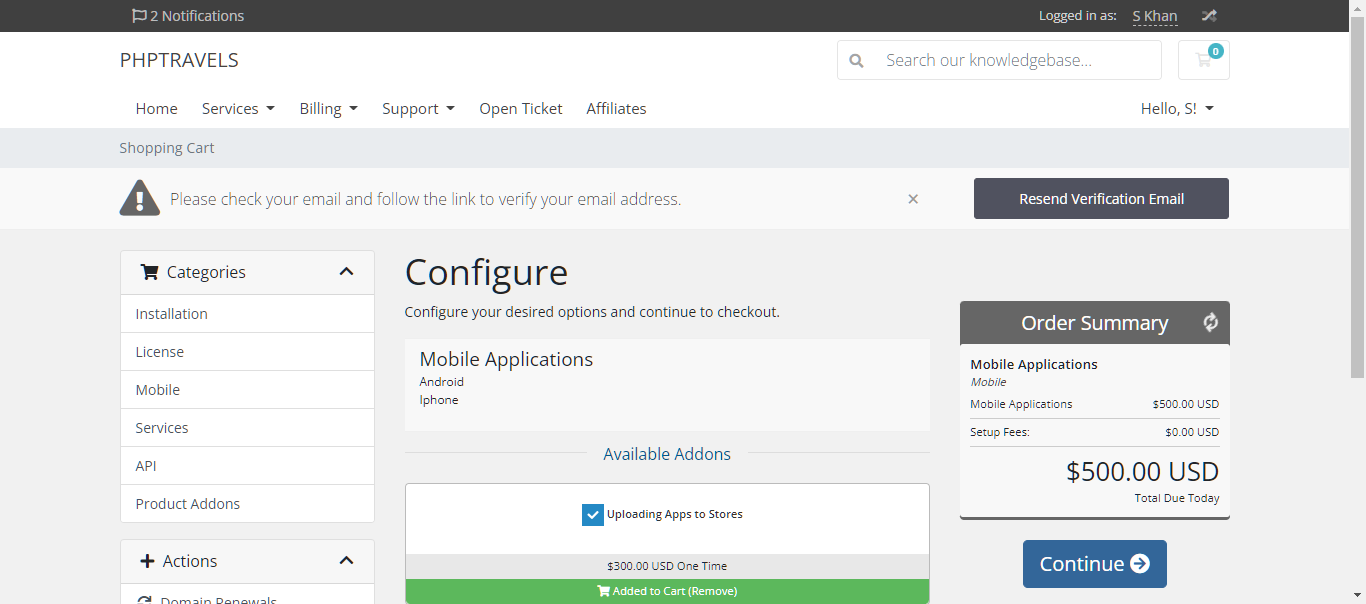 2 Notifications
Logged in as: S Khan
PHPTRAVELS
Search our knowledgebase...
0
Home Services Billing Support Open Ticket Affiliates
Hello, S!
Shopping Cart
Please check your email and follow the link to verify your email address.
×
Resend Verification Email
Categories
Installation
License
Mobile
Services
API
Product Addons
Actions
Domain Renewals
Configure
Configure your desired options and continue to checkout.
Mobile Applications
Android
Iphone
Available Addons
Uploading Apps to Stores
$300.00 USD One Time
Added to Cart (Remove)
Order Summary
Mobile Applications
Mobile
Mobile Applications $500.00 USD
Setup Fees: $0.00 USD
$500.00 USD
Total Due Today
Continue